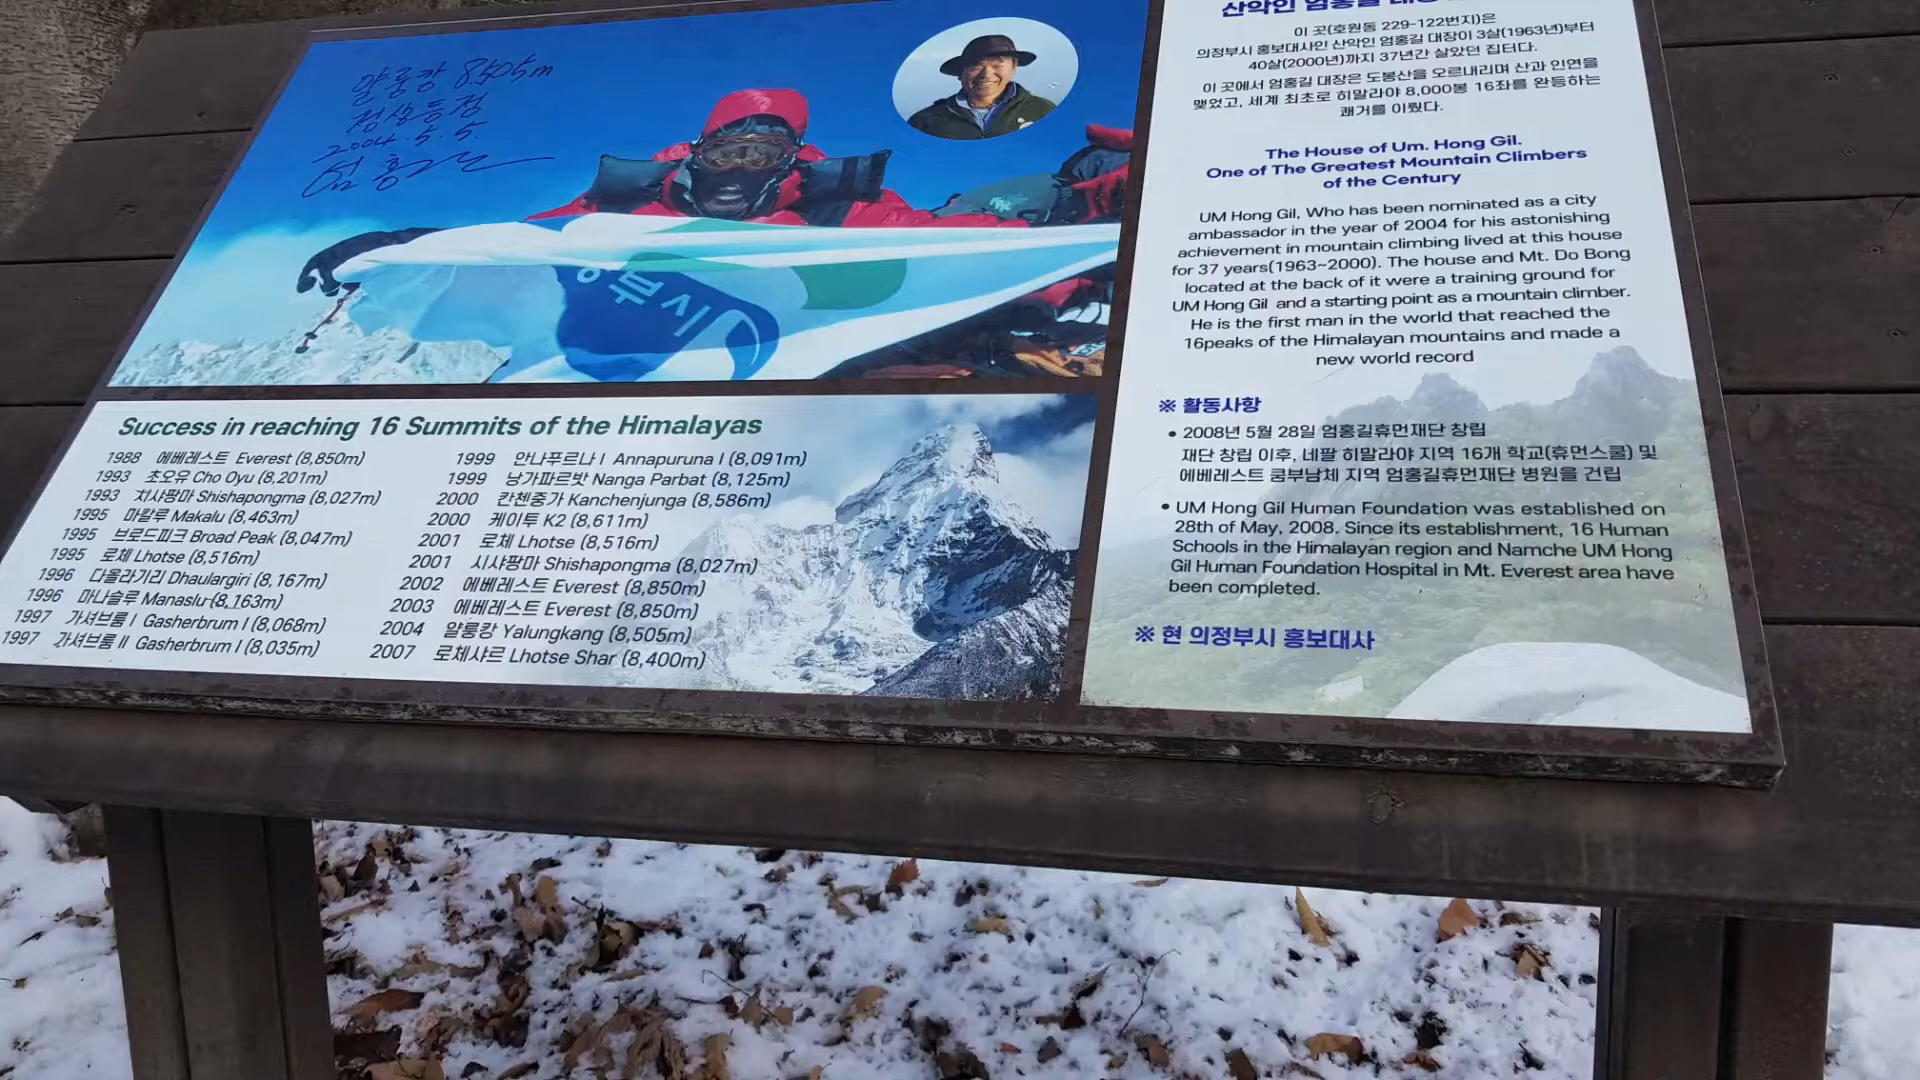 얄룽캉 8,505m
정상등정
2004.5.5.
엄홍길
정부시
Success in reaching 16 Summits of the Himalayas
1988 에베레스트 Everest (8,850m)
1993 초오유 Cho Oyu (8,201m)
1993 치샤팡마 Shishapongma (8,027m)
1995 마칼루 Makalu (8,463m)
1995 브로드피크 Broad Peak (8,047m)
1995 로체 Lhotse (8,516m)
1996 다울라기리 Dhaulargiri (8,167m)
1996 마나슬루 Manaslu (8,163m)
1997 가셔브룸 I Gasherbrum I (8,068m)
1997 가셔브룸 II Gasherbrum I (8,035m)
1999 안나푸르나 I Annapuruna I (8,091m)
1999 낭가파르밧 Nanga Parbat (8,125m)
2000 칸첸중가 Kanchenjunga (8,586m)
2000 케이투 K2 (8,611m)
2001 로체 Lhotse (8,516m)
2001 시샤팡마 Shishapongma (8,027m)
2002 에베레스트 Everest (8,850m)
2003 에베레스트 Everest (8,850m)
2004 얄룽캉 Yalungkang (8,505m)
2007 로체샤르 Lhotse Shar (8,400m)
산악인 엄홍길
이 곳(호원동 229-122번지)은
의정부시 홍보대사인 산악인 엄홍길 대장이 3살(1963년)부터
40살(2000년)까지 37년간 살았던 집터다.
이 곳에서 엄홍길 대장은 도봉산을 오르내리며 산과 인연을
맺었고, 세계 최초로 히말라야 8,000봉 16좌를 완등하는
쾌거를 이뤘다.
The House of Um. Hong Gil.
One of The Greatest Mountain Climbers
of the Century
UM Hong Gil, Who has been nominated as a city
ambassador in the year of 2004 for his astonishing
achievement in mountain climbing lived at this house
for 37 years(1963~2000). The house and Mt. Do Bong
located at the back of it were a training ground for
UM Hong Gil and a starting point as a mountain climber.
He is the first man in the world that reached the
16peaks of the Himalayan mountains and made a
new world record
※ 활동사항
• 2008년 5월 28일 엄홍길휴먼재단 창립
재단 창립 이후, 네팔 히말라야 지역 16개 학교(휴먼스쿨) 및
에베레스트 쿰부남체 지역 엄홍길휴먼재단 병원을 건립
• UM Hong Gil Human Foundation was established on
28th of May, 2008. Since its establishment, 16 Human
Schools in the Himalayan region and Namche UM Hong
Gil Human Foundation Hospital in Mt. Everest area have
been completed.
※ 현 의정부시 홍보대사